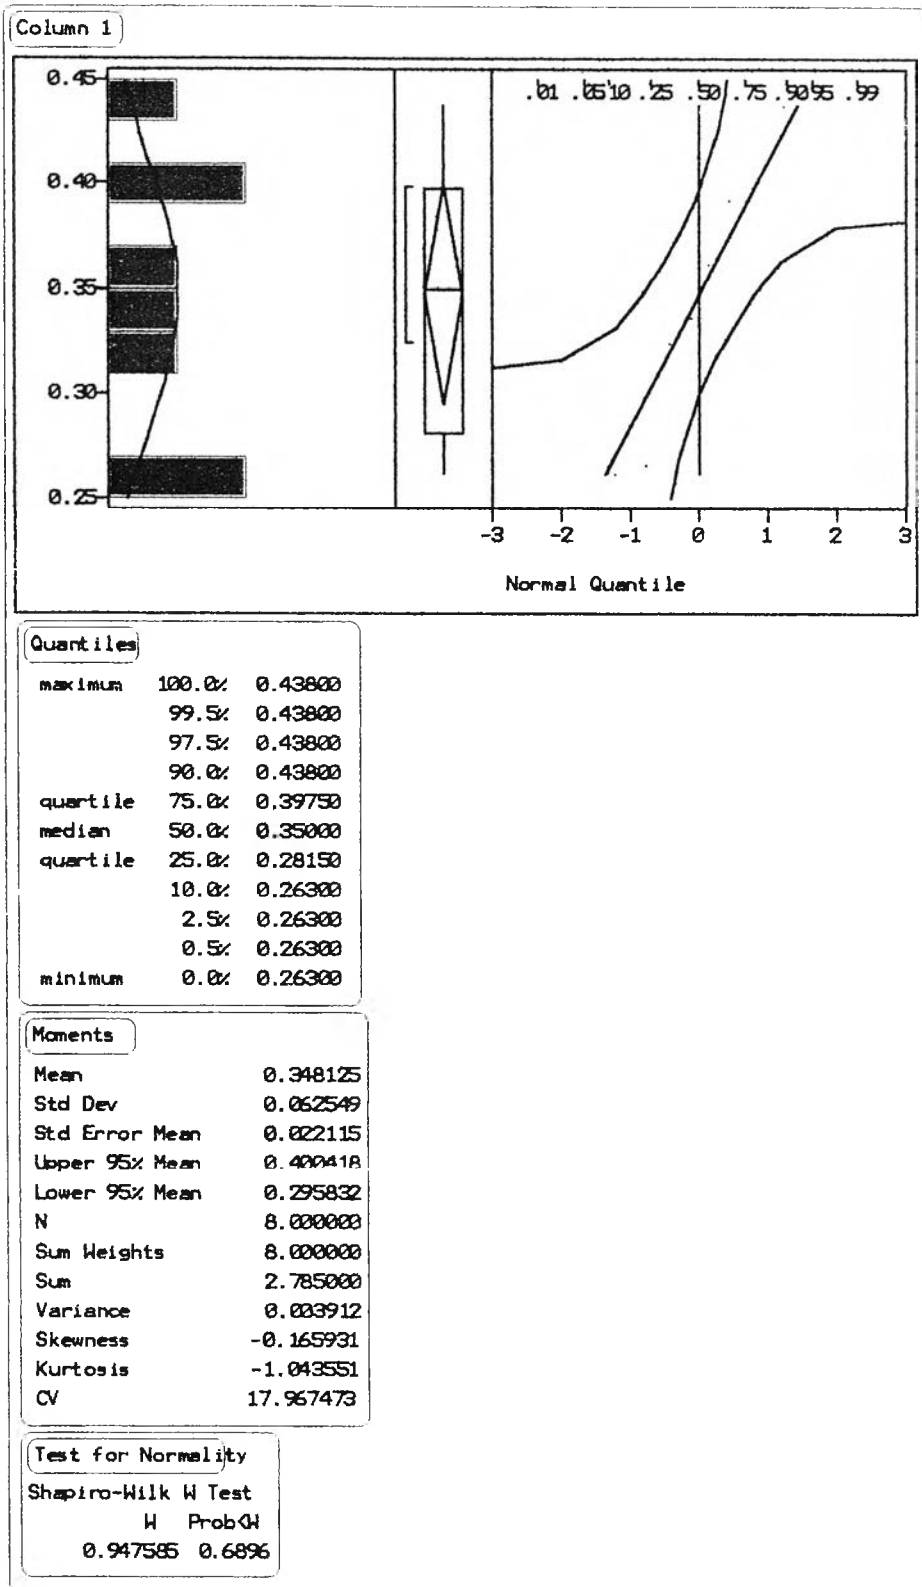 Column 1
0.45
0.40
0.35
0.30
0.25
.01 .05 .10 .25 .50 .75 .90 .95 .99
-3 -2 -1 0 1 2 3
Normal Quantile
Quantiles
maximum 100.0% 0.43800
99.5% 0.43800
97.5% 0.43800
90.0% 0.43800
quartile 75.0% 0.39750
median 50.0% 0.35000
quartile 25.0% 0.28150
10.0% 0.26300
2.5% 0.26300
0.5% 0.26300
minimum 0.0% 0.26300
Moments
Mean 0.348125
Std Dev 0.062549
Std Error Mean 0.022115
Upper 95% Mean 0.400418
Lower 95% Mean 0.295832
N 8.000000
Sum Weights 8.000000
Sum 2.785000
Variance 0.003912
Skewness -0.165931
Kurtosis -1.043551
CV 17.967473
Test for Normality
Shapiro-Wilk W Test
W Prob<W
0.947585 0.6896